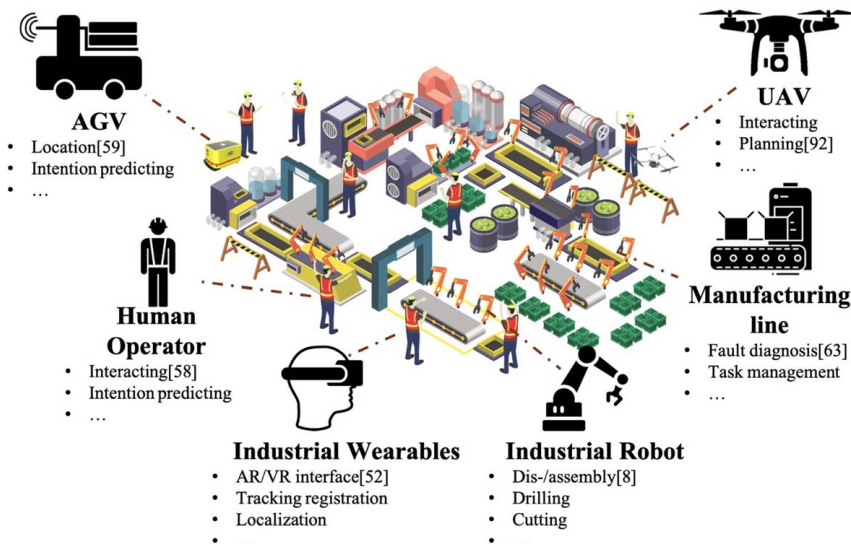 AGV
• Location[59]
• Intention predicting
• …
UAV
• Interacting
• Planning[92]
• …
Human
Operator
• Interacting[58]
• Intention predicting
• …
Manufacturing
line
• Fault diagnosis[63]
• Task management
• …
Industrial Wearables
• AR/VR interface[52]
• Tracking registration
• Localization
• …
Industrial Robot
• Dis-/assembly[8]
• Drilling
• Cutting
• …